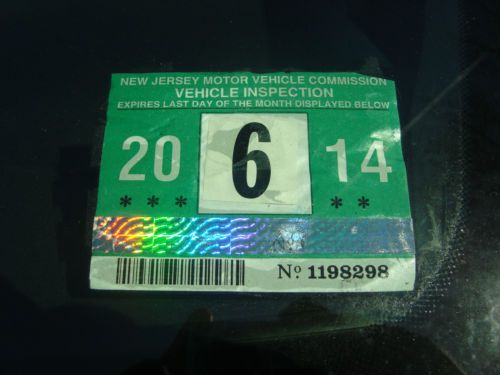 NEW JERSEY MOTOR VEHICLE COMMISSION
VEHICLE INSPECTION
EXPIRES LAST DAY OF THE MONTH DISPLAYED BELOW
20 6 14
*** **
Nº 1198298